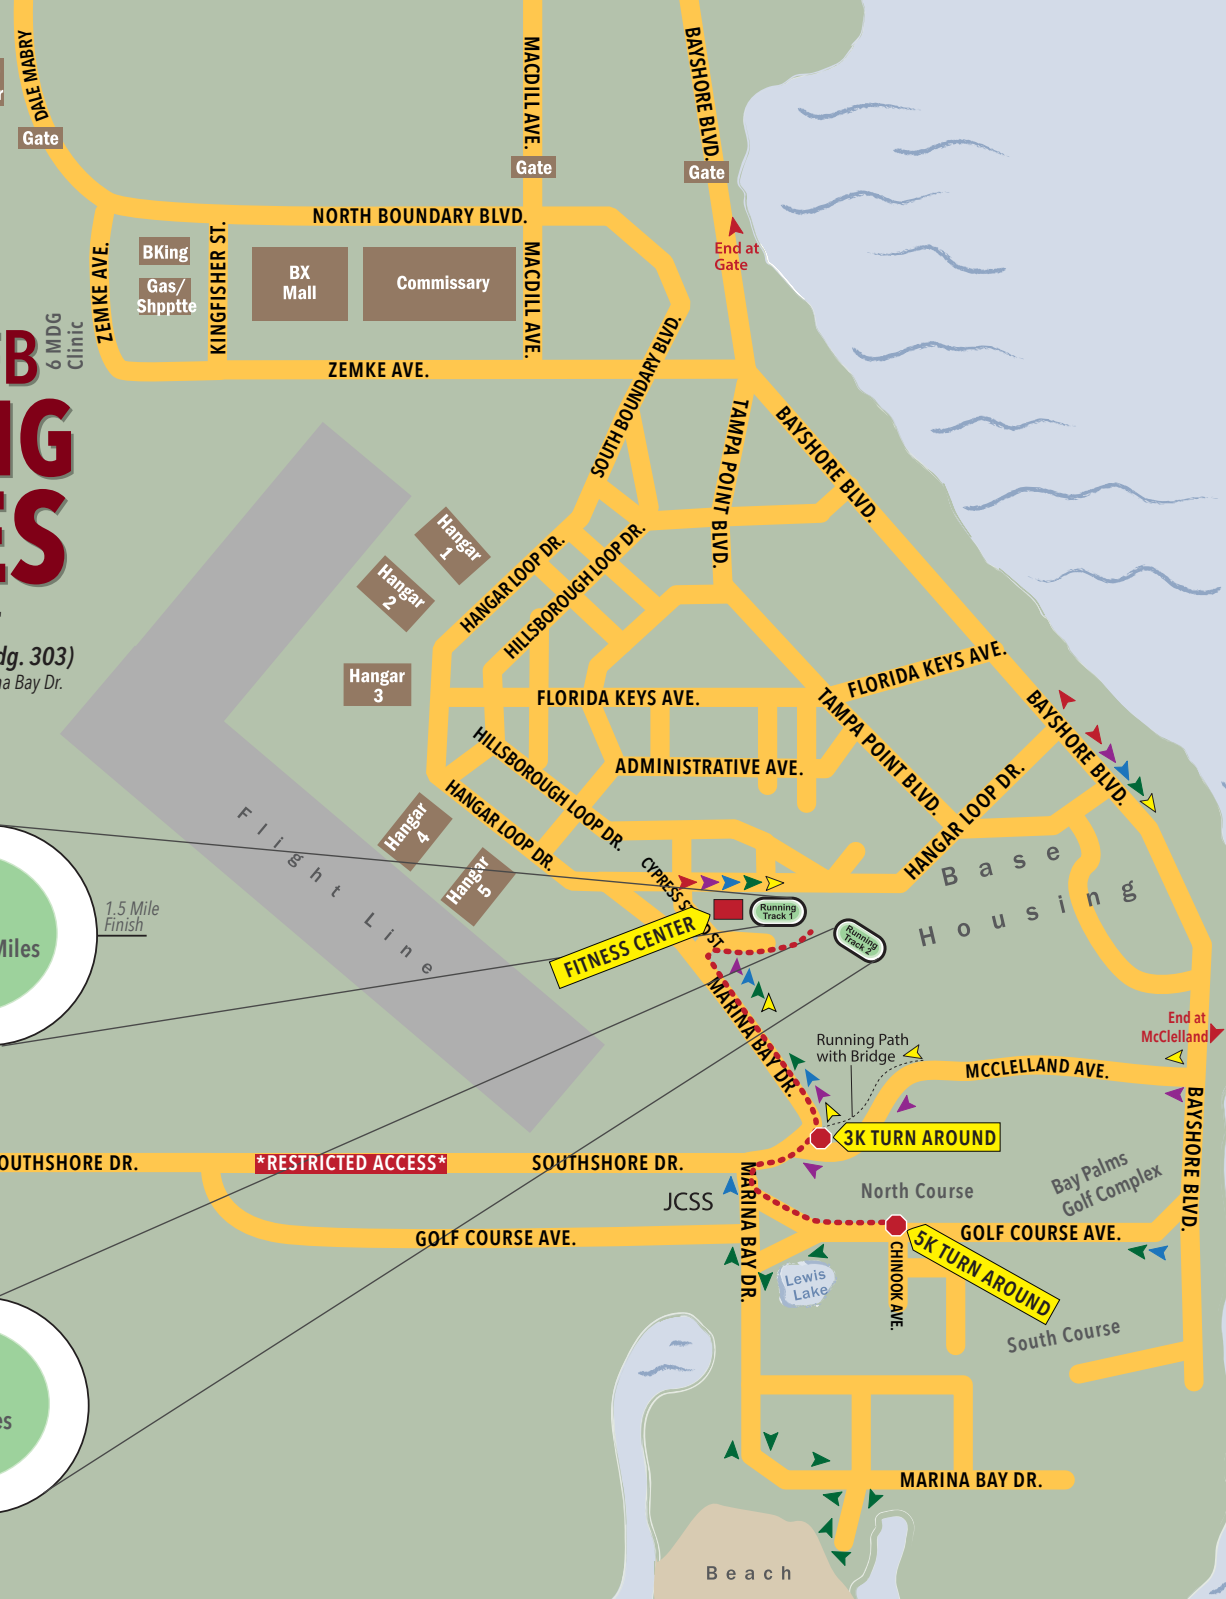 DALE MABRY
MACDILL AVE.
BAYSHORE BLVD.
Gate
Gate
Gate
NORTH BOUNDARY BLVD.
End at
Gate
ZEMKE AVE.
BKing
Gas/
Shpptte
KINGFISHER ST.
BX
Mall
Commissary
MACDILL AVE.
6 MDG
Clinic
ZEMKE AVE.
SOUTH BOUNDARY BLVD.
TAMPA POINT BLVD.
BAYSHORE BLVD.
Hangar
1
Hangar
2
HANGAR LOOP DR.
HILLSBOROUGH LOOP DR.
dg. 303)
na Bay Dr.
Hangar
3
FLORIDA KEYS AVE.
FLORIDA KEYS AVE.
TAMPA POINT BLVD.
BAYSHORE BLVD.
HILLSBOROUGH LOOP DR.
ADMINISTRATIVE AVE.
HANGAR LOOP DR.
HANGAR LOOP DR.
Hangar
4
Hangar
5
Flight Line
Base
Housing
1.5 Mile
Finish
Miles
FITNESS CENTER
Running
Track 1
Running
Track 2
MARINA BAY DR.
End at
McClelland
Running Path
with Bridge
MCCLELLAND AVE.
BAYSHORE BLVD.
3K TURN AROUND
OUTHSHORE DR.
*RESTRICTED ACCESS*
SOUTHSHORE DR.
JCSS
North Course
Bay Palms
Golf Complex
MARINA BAY DR.
GOLF COURSE AVE.
GOLF COURSE AVE.
5K TURN AROUND
CHINOOK AVE.
Lewis
Lake
South Course
es
MARINA BAY DR.
Beach